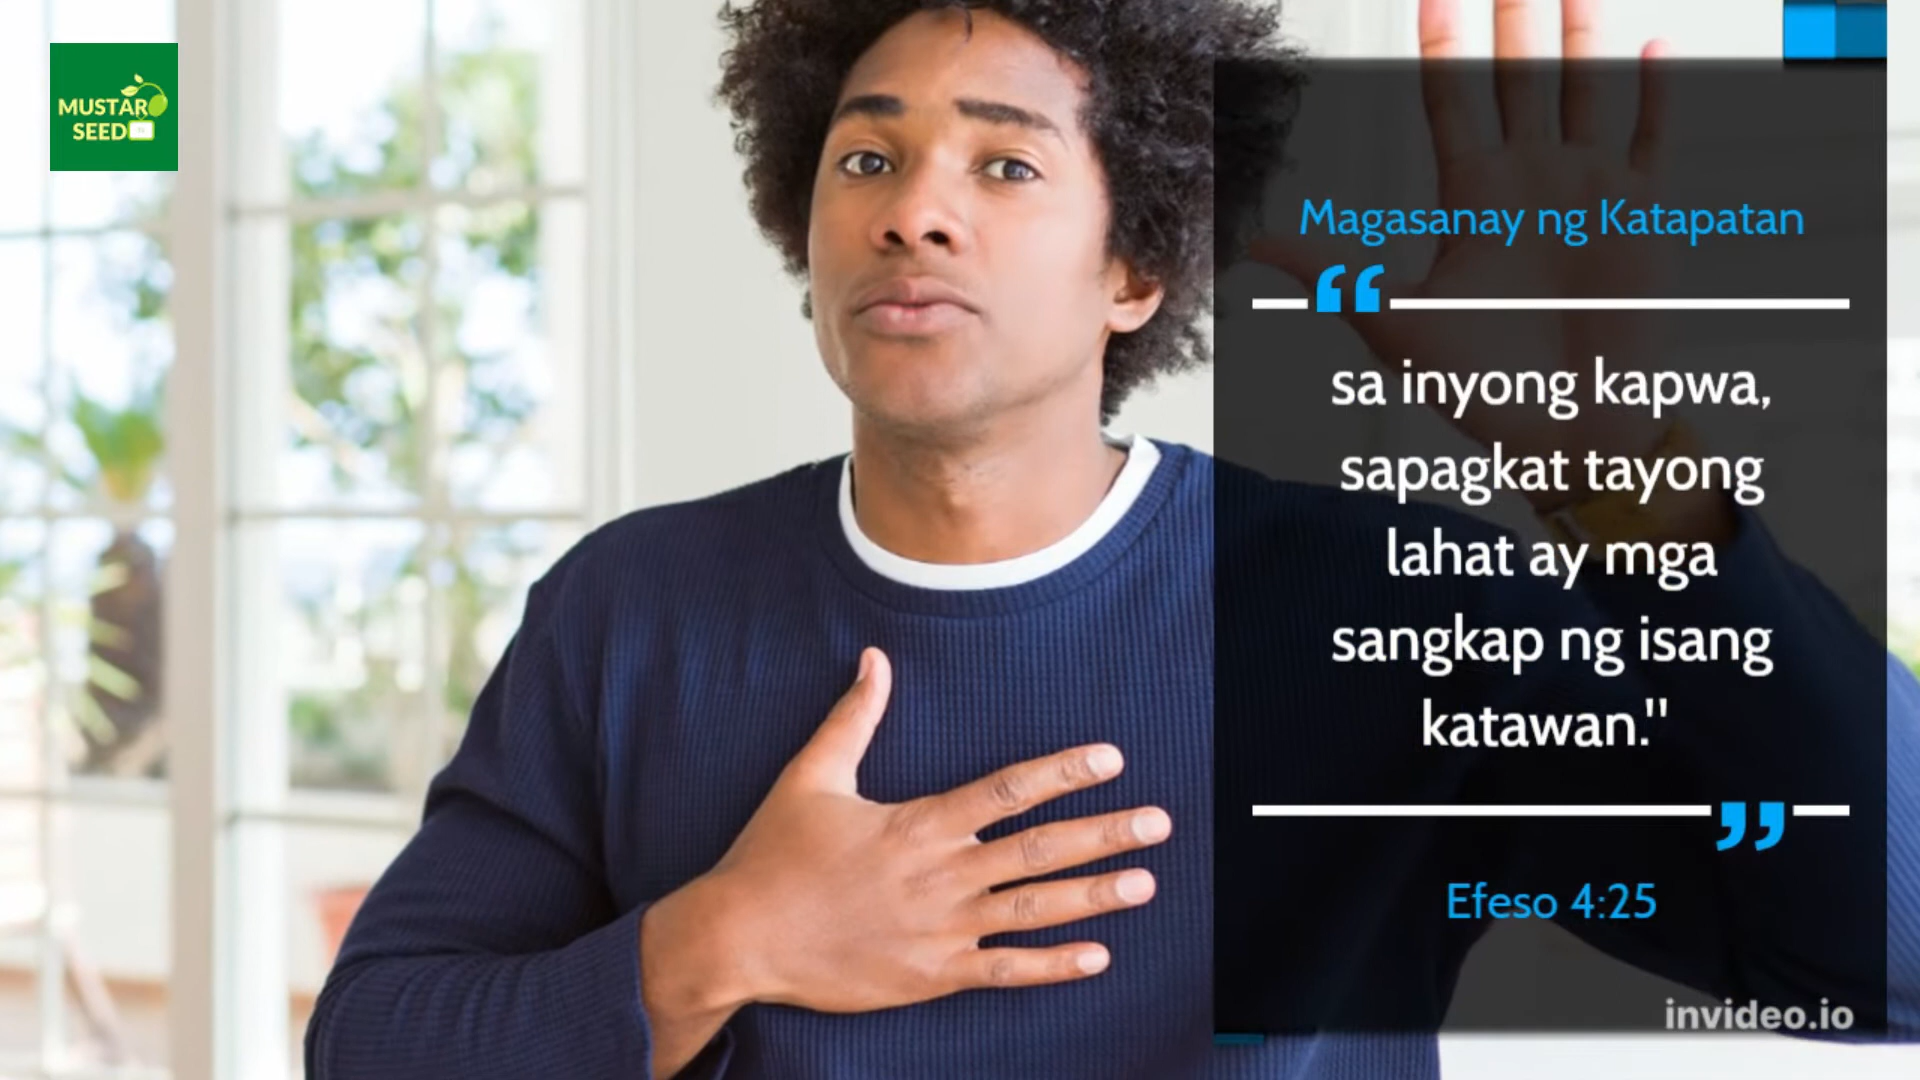 MUSTARD
SEED
Magasanay ng Katapatan
“
sa inyong kapwa,
sapagkat tayong
lahat ay mga
sangkap ng isang
katawan."
”
Efeso 4:25
invideo.io